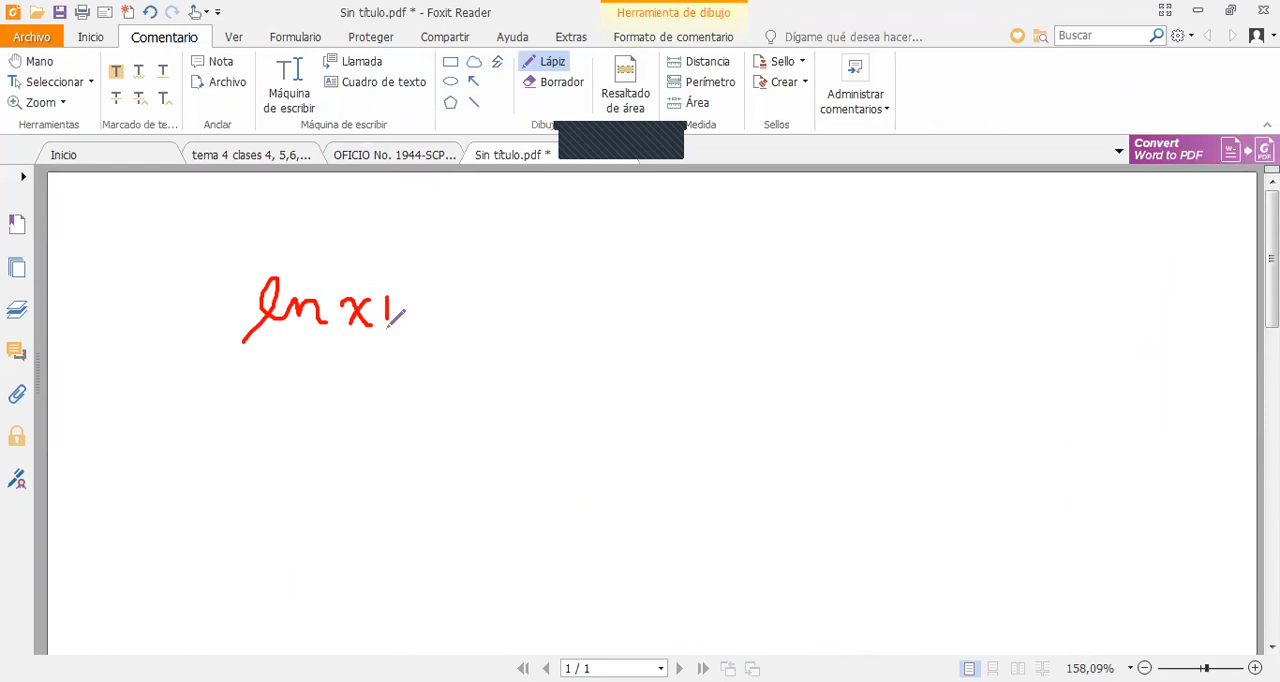 Sin título.pdf * - Foxit Reader
Herramienta de dibujo
Archivo
Inicio
Comentario
Ver
Formulario
Proteger
Compartir
Ayuda
Extras
Formato de comentario
Dígame qué desea hacer...
Buscar
Mano
Seleccionar
Zoom
Herramientas
Marcado de te...
Nota
Archivo
Anclar
Máquina
de escribir
Llamada
Cuadro de texto
Máquina de escribir
Lápiz
Borrador
Resaltado
de área
Distancia
Perímetro
Área
Sello
Crear
Sellos
Administrar
comentarios
Inicio
tema 4 clases 4, 5,6,...
OFICIO No. 1944-SCP...
Sin título.pdf *
Convert
Word to PDF
ln x
1 / 1
158,09%